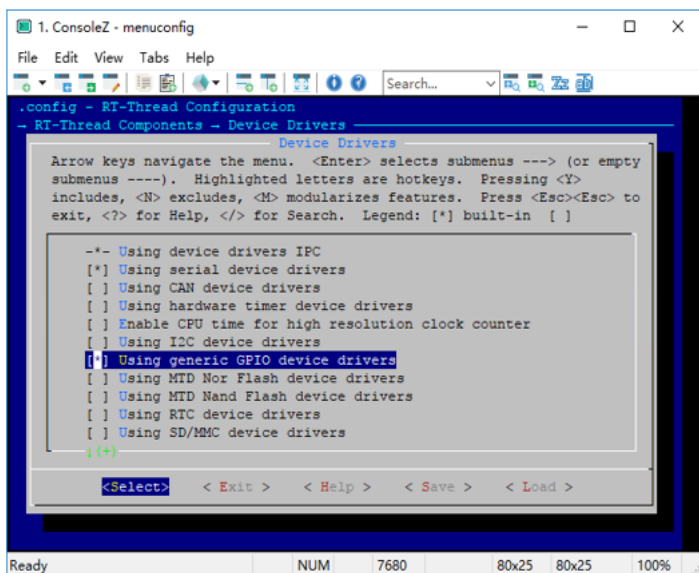 1. ConsoleZ - menuconfig
File Edit View Tabs Help
Search...
.config - RT-Thread Configuration
→ RT-Thread Components → Device Drivers
Device Drivers
Arrow keys navigate the menu. <Enter> selects submenus ---> (or empty
submenus ----). Highlighted letters are hotkeys. Pressing <Y>
includes, <N> excludes, <M> modularizes features. Press <Esc><Esc> to
exit, <?> for Help, </> for Search. Legend: [*] built-in [ ]
-*- Using device drivers IPC
[*] Using serial device drivers
[ ] Using CAN device drivers
[ ] Using hardware timer device drivers
[ ] Enable CPU time for high resolution clock counter
[ ] Using I2C device drivers
[*] Using generic GPIO device drivers
[ ] Using MTD Nor Flash device drivers
[ ] Using MTD Nand Flash device drivers
[ ] Using RTC device drivers
[ ] Using SD/MMC device drivers
↓(+)
<Select> < Exit > < Help > < Save > < Load >
Ready NUM 7680 80x25 80x25 100%